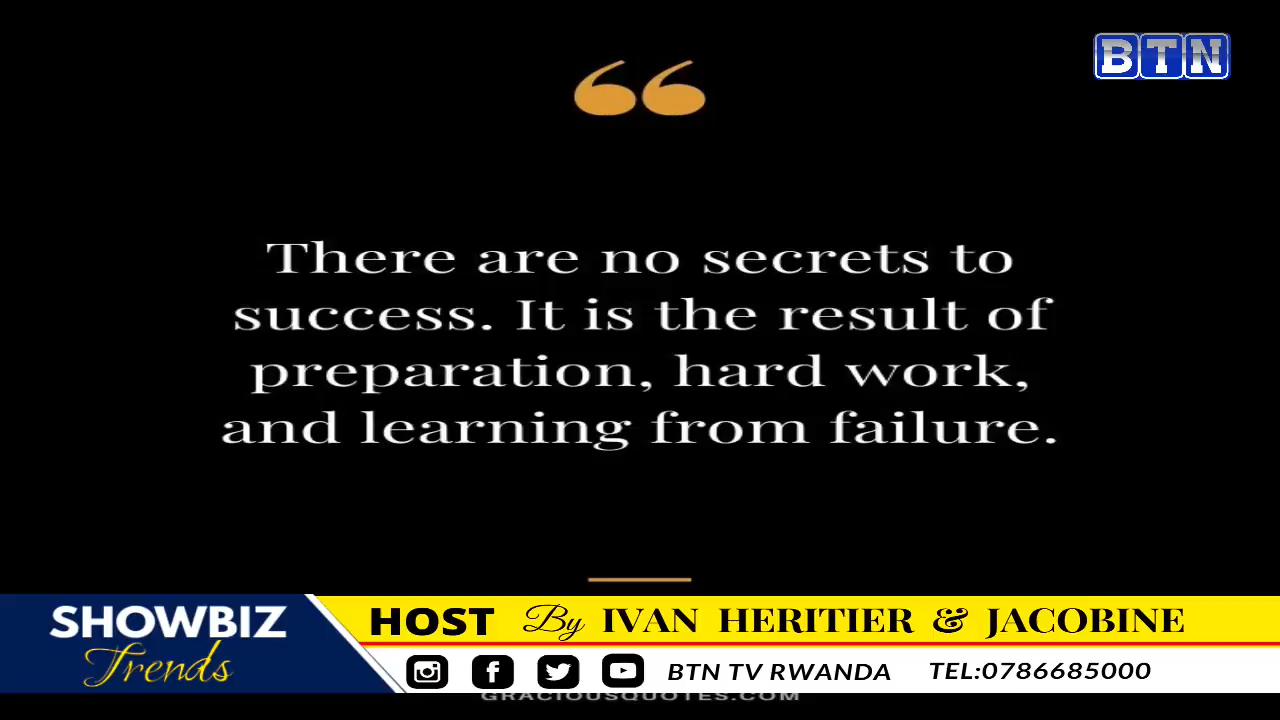 BTN
“
There are no secrets to
success. It is the result of
preparation, hard work,
and learning from failure.
SHOWBIZ
Trends
HOST By IVAN HERITIER & JACOBINE
BTN TV RWANDA TEL:0786685000
GRACIOUSQUOTES.COM